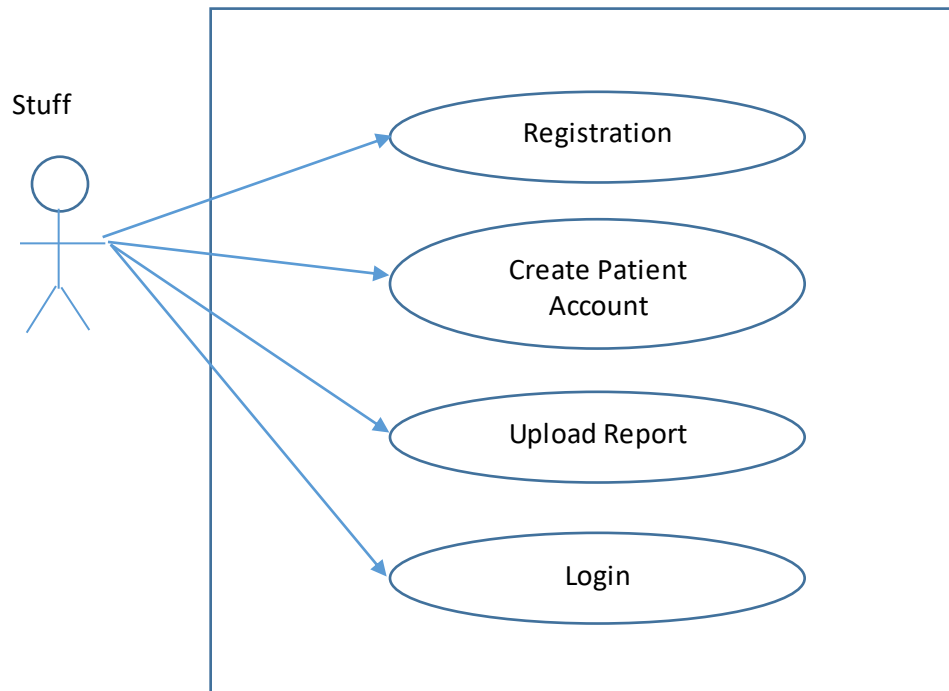 Stuff
Registration
Create Patient
Account
Upload Report
Login